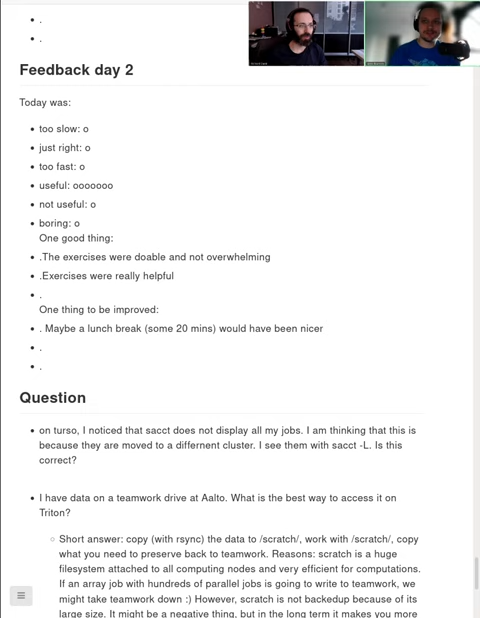 .
.
Feedback day 2
Today was:
too slow: o
just right: o
too fast: o
useful: ooooooo
not useful: o
boring: o
One good thing:
.The exercises were doable and not overwhelming
.Exercises were really helpful
.
One thing to be improved:
. Maybe a lunch break (some 20 mins) would have been nicer
.
.
Question
on turso, I noticed that sacct does not display all my jobs. I am thinking that this is
because they are moved to a differnent cluster. I see them with sacct -L. Is this
correct?
I have data on a teamwork drive at Aalto. What is the best way to access it on
Triton?
Short answer: copy (with rsync) the data to /scratch/, work with /scratch/, copy
what you need to preserve back to teamwork. Reasons: scratch is a huge
filesystem attached to all computing nodes and very efficient for computations.
If an array job with hundreds of parallel jobs is going to write to teamwork, we
might take teamwork down :) However, scratch is not backedup because of its
large size. It might be a negative thing, but in the long term it makes you more